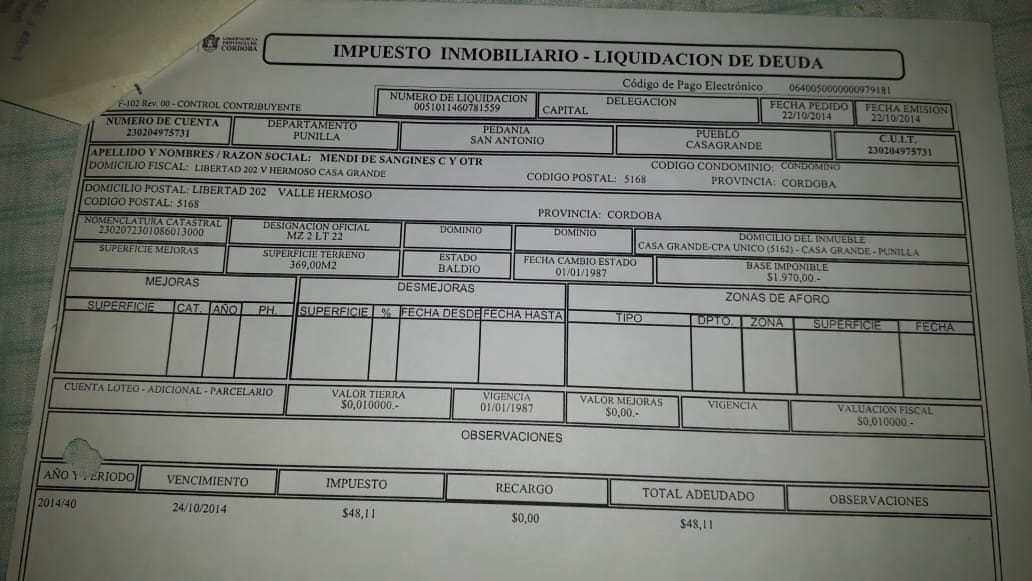 GOBIERNO DE LA
PROVINCIA DE
CORDOBA
IMPUESTO INMOBILIARIO - LIQUIDACION DE DEUDA
Código de Pago Electrónico 0640050000000979181
F-102 Rev. 00 - CONTROL CONTRIBUYENTE
NUMERO DE LIQUIDACION
0051011460781559
DELEGACION
CAPITAL
FECHA PEDIDO
22/10/2014
FECHA EMISION
22/10/2014
NUMERO DE CUENTA
230204975731
DEPARTAMENTO
PUNILLA
PEDANIA
SAN ANTONIO
PUEBLO
CASAGRANDE
C.U.I.T.
230204975731
APELLIDO Y NOMBRES / RAZON SOCIAL: MENDI DE SANGINES C Y OTR
CODIGO CONDOMINIO: CONDOMINO
DOMICILIO FISCAL: LIBERTAD 202 V HERMOSO CASA GRANDE
CODIGO POSTAL: 5168
PROVINCIA: CORDOBA
DOMICILIO POSTAL: LIBERTAD 202 VALLE HERMOSO
CODIGO POSTAL: 5168
PROVINCIA: CORDOBA
NOMENCLATURA CATASTRAL
2302072301086013000
DESIGNACION OFICIAL
MZ 2 LT 22
DOMINIO
DOMINIO
DOMICILIO DEL INMUEBLE
CASA GRANDE-CPA UNICO (5162) - CASA GRANDE - PUNILLA
SUPERFICIE MEJORAS
SUPERFICIE TERRENO
369,00M2
ESTADO
BALDIO
FECHA CAMBIO ESTADO
01/01/1987
BASE IMPONIBLE
$1.970,00.-
MEJORAS
DESMEJORAS
ZONAS DE AFORO
SUPERFICIE CAT. AÑO PH.
SUPERFICIE % FECHA DESDE FECHA HASTA
TIPO DPTO. ZONA SUPERFICIE FECHA
CUENTA LOTEO - ADICIONAL - PARCELARIO
VALOR TIERRA
$0,010000.-
VIGENCIA
01/01/1987
VALOR MEJORAS
$0,00.-
VIGENCIA
VALUACION FISCAL
$0,010000.-
OBSERVACIONES
AÑO Y PERIODO VENCIMIENTO IMPUESTO RECARGO TOTAL ADEUDADO OBSERVACIONES
2014/40 24/10/2014 $48,11 $0,00 $48,11